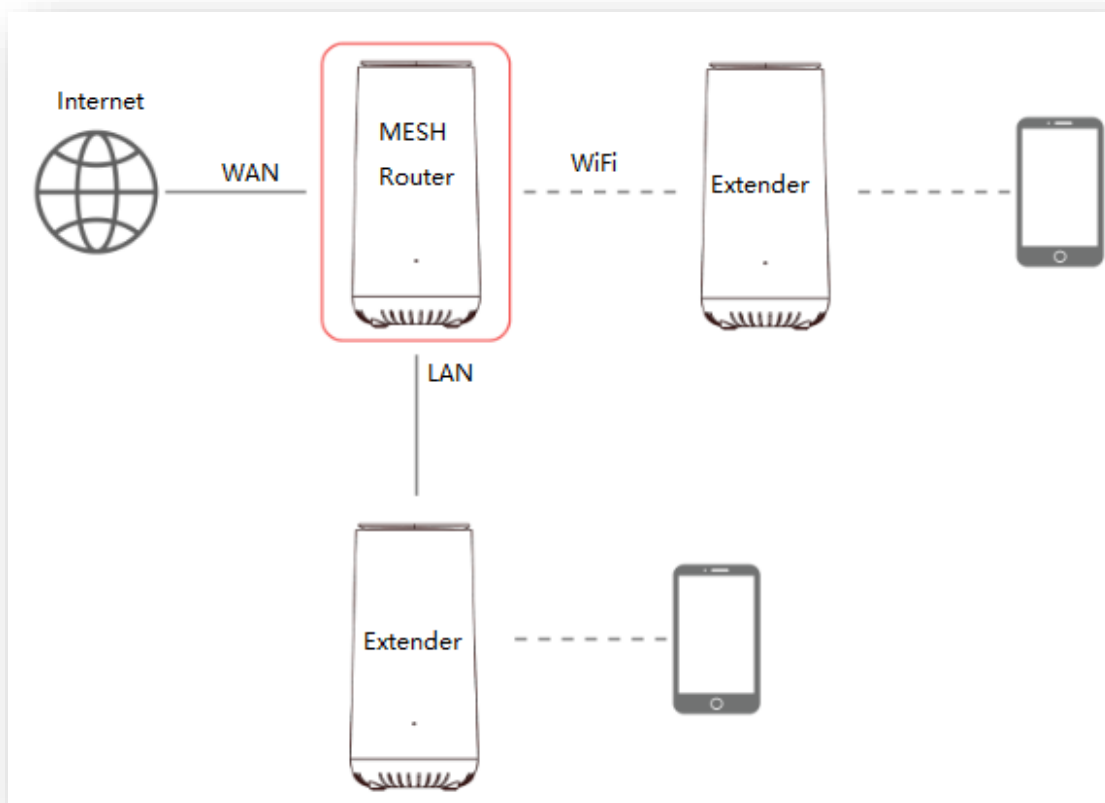 Internet
WAN
MESH
Router
WiFi
Extender
LAN
Extender